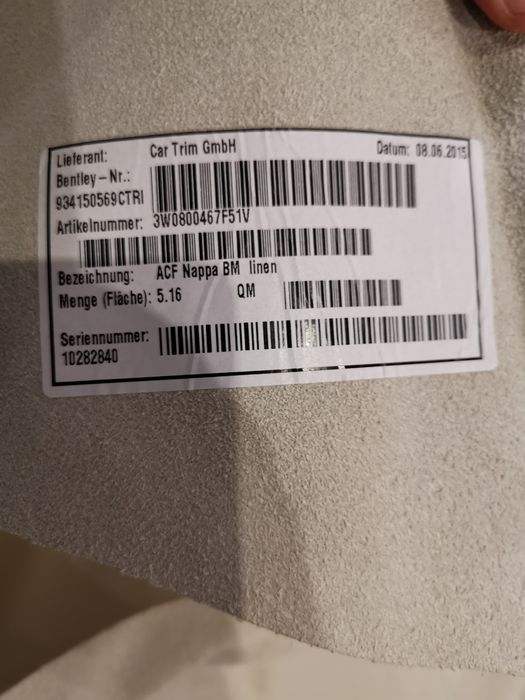 Lieferant: Car Trim GmbH Datum: 08.06.2015
Bentley-Nr.:
934150569CTRI
Artikelnummer: 3W0800467F51V
Bezeichnung: ACF Nappa BM linen
Menge (Fläche): 5.16 QM
Seriennummer:
10282840